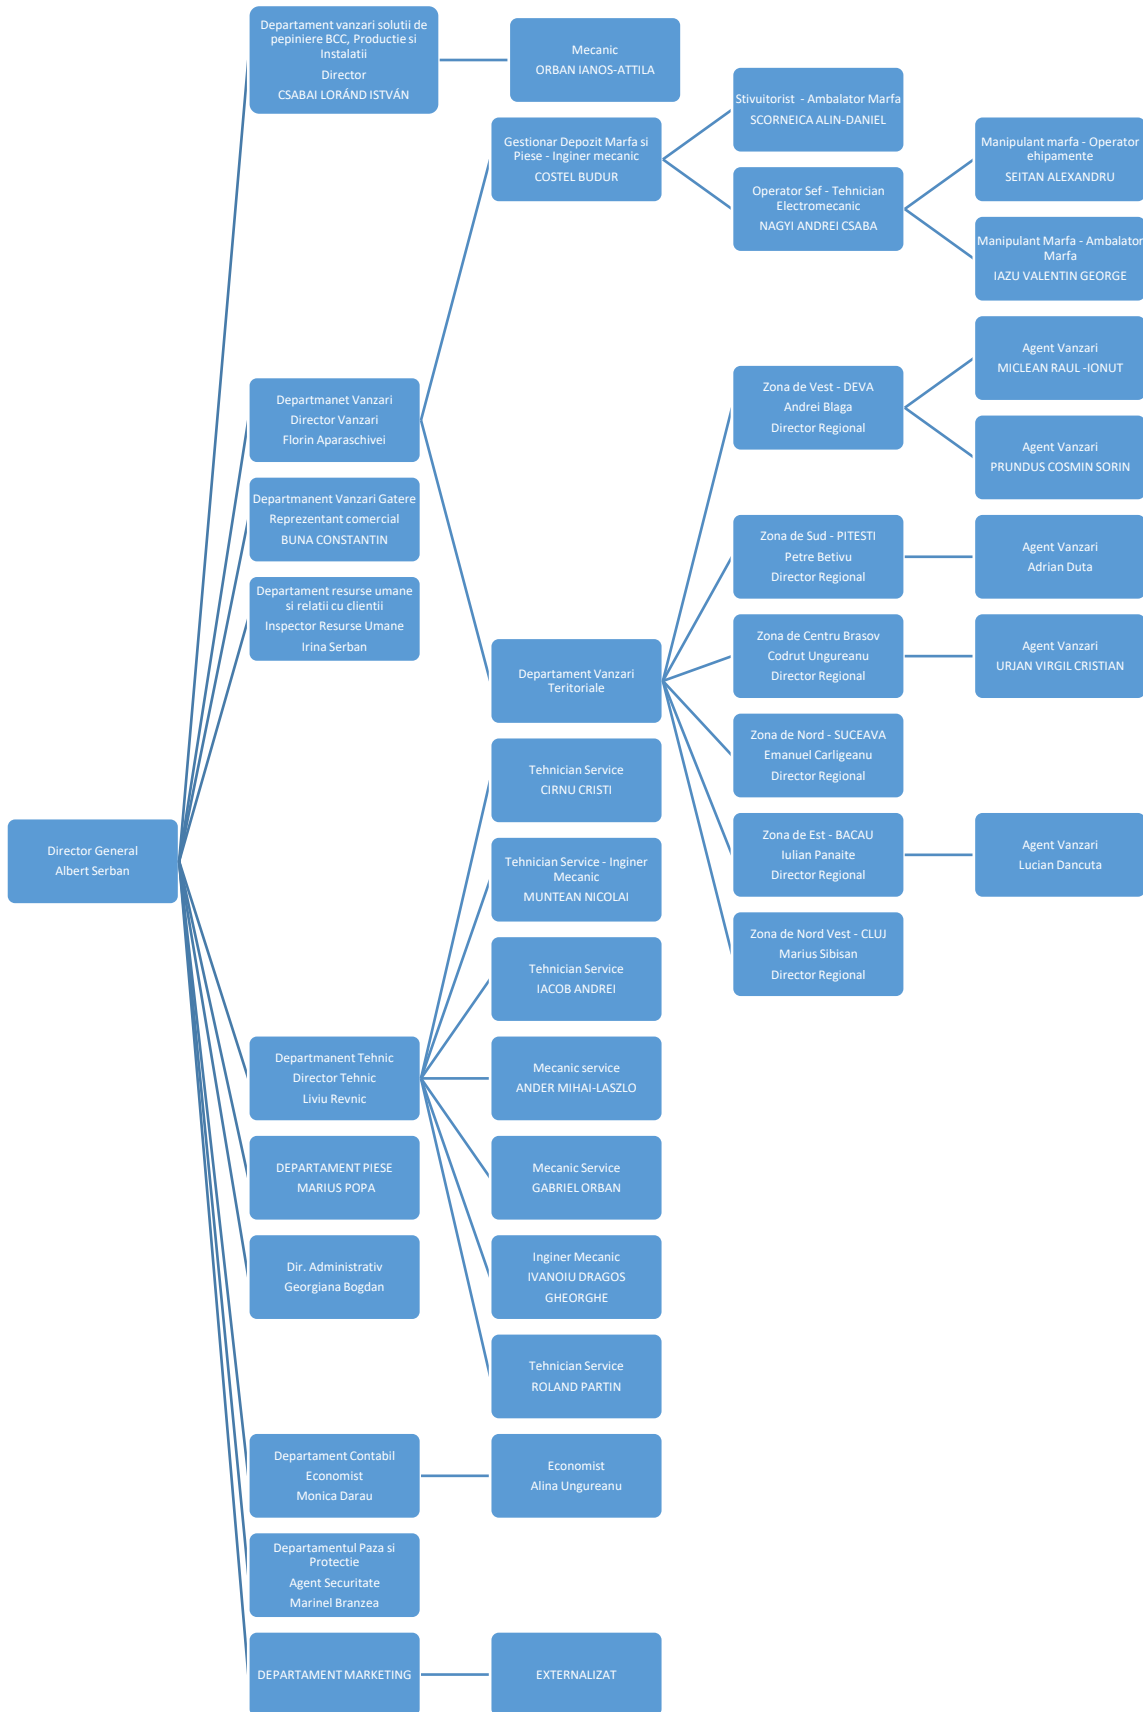 Departament vanzari solutii de
pepiniere BCC, Productie si
Instalatii
Director
CSABAI LORÁND ISTVÁN
Mecanic
ORBAN IANOS-ATTILA
Gestionar Depozit Marfa si
Piese - Inginer mecanic
COSTEL BUDUR
Stivuitorist - Ambalator Marfa
SCORNEICA ALIN-DANIEL
Operator Sef - Tehnician
Electromecanic
NAGYI ANDREI CSABA
Manipulant marfa - Operator
ehipamente
SEITAN ALEXANDRU
Manipulant Marfa - Ambalator
Marfa
IAZU VALENTIN GEORGE
Departmanet Vanzari
Director Vanzari
Florin Aparaschivei
Zona de Vest - DEVA
Andrei Blaga
Director Regional
Agent Vanzari
MICLEAN RAUL -IONUT
Agent Vanzari
PRUNDUS COSMIN SORIN
Departmanent Vanzari Gatere
Reprezentant comercial
BUNA CONSTANTIN
Departament resurse umane
si relatii cu clientii
Inspector Resurse Umane
Irina Serban
Zona de Sud - PITESTI
Petre Betivu
Director Regional
Agent Vanzari
Adrian Duta
Departament Vanzari
Teritoriale
Zona de Centru Brasov
Codrut Ungureanu
Director Regional
Agent Vanzari
URJAN VIRGIL CRISTIAN
Zona de Nord - SUCEAVA
Emanuel Carligeanu
Director Regional
Zona de Est - BACAU
Iulian Panaite
Director Regional
Agent Vanzari
Lucian Dancuta
Zona de Nord Vest - CLUJ
Marius Sibisan
Director Regional
Director General
Albert Serban
Tehnician Service
CIRNU CRISTI
Tehnician Service - Inginer
Mecanic
MUNTEAN NICOLAI
Tehnician Service
IACOB ANDREI
Departmanent Tehnic
Director Tehnic
Liviu Revnic
Mecanic service
ANDER MIHAI-LASZLO
Mecanic Service
GABRIEL ORBAN
Inginer Mecanic
IVANOIU DRAGOS
GHEORGHE
Tehnician Service
ROLAND PARTIN
DEPARTAMENT PIESE
MARIUS POPA
Dir. Administrativ
Georgiana Bogdan
Departament Contabil
Economist
Monica Darau
Economist
Alina Ungureanu
Departamentul Paza si
Protectie
Agent Securitate
Marinel Branzea
DEPARTAMENT MARKETING
EXTERNALIZAT